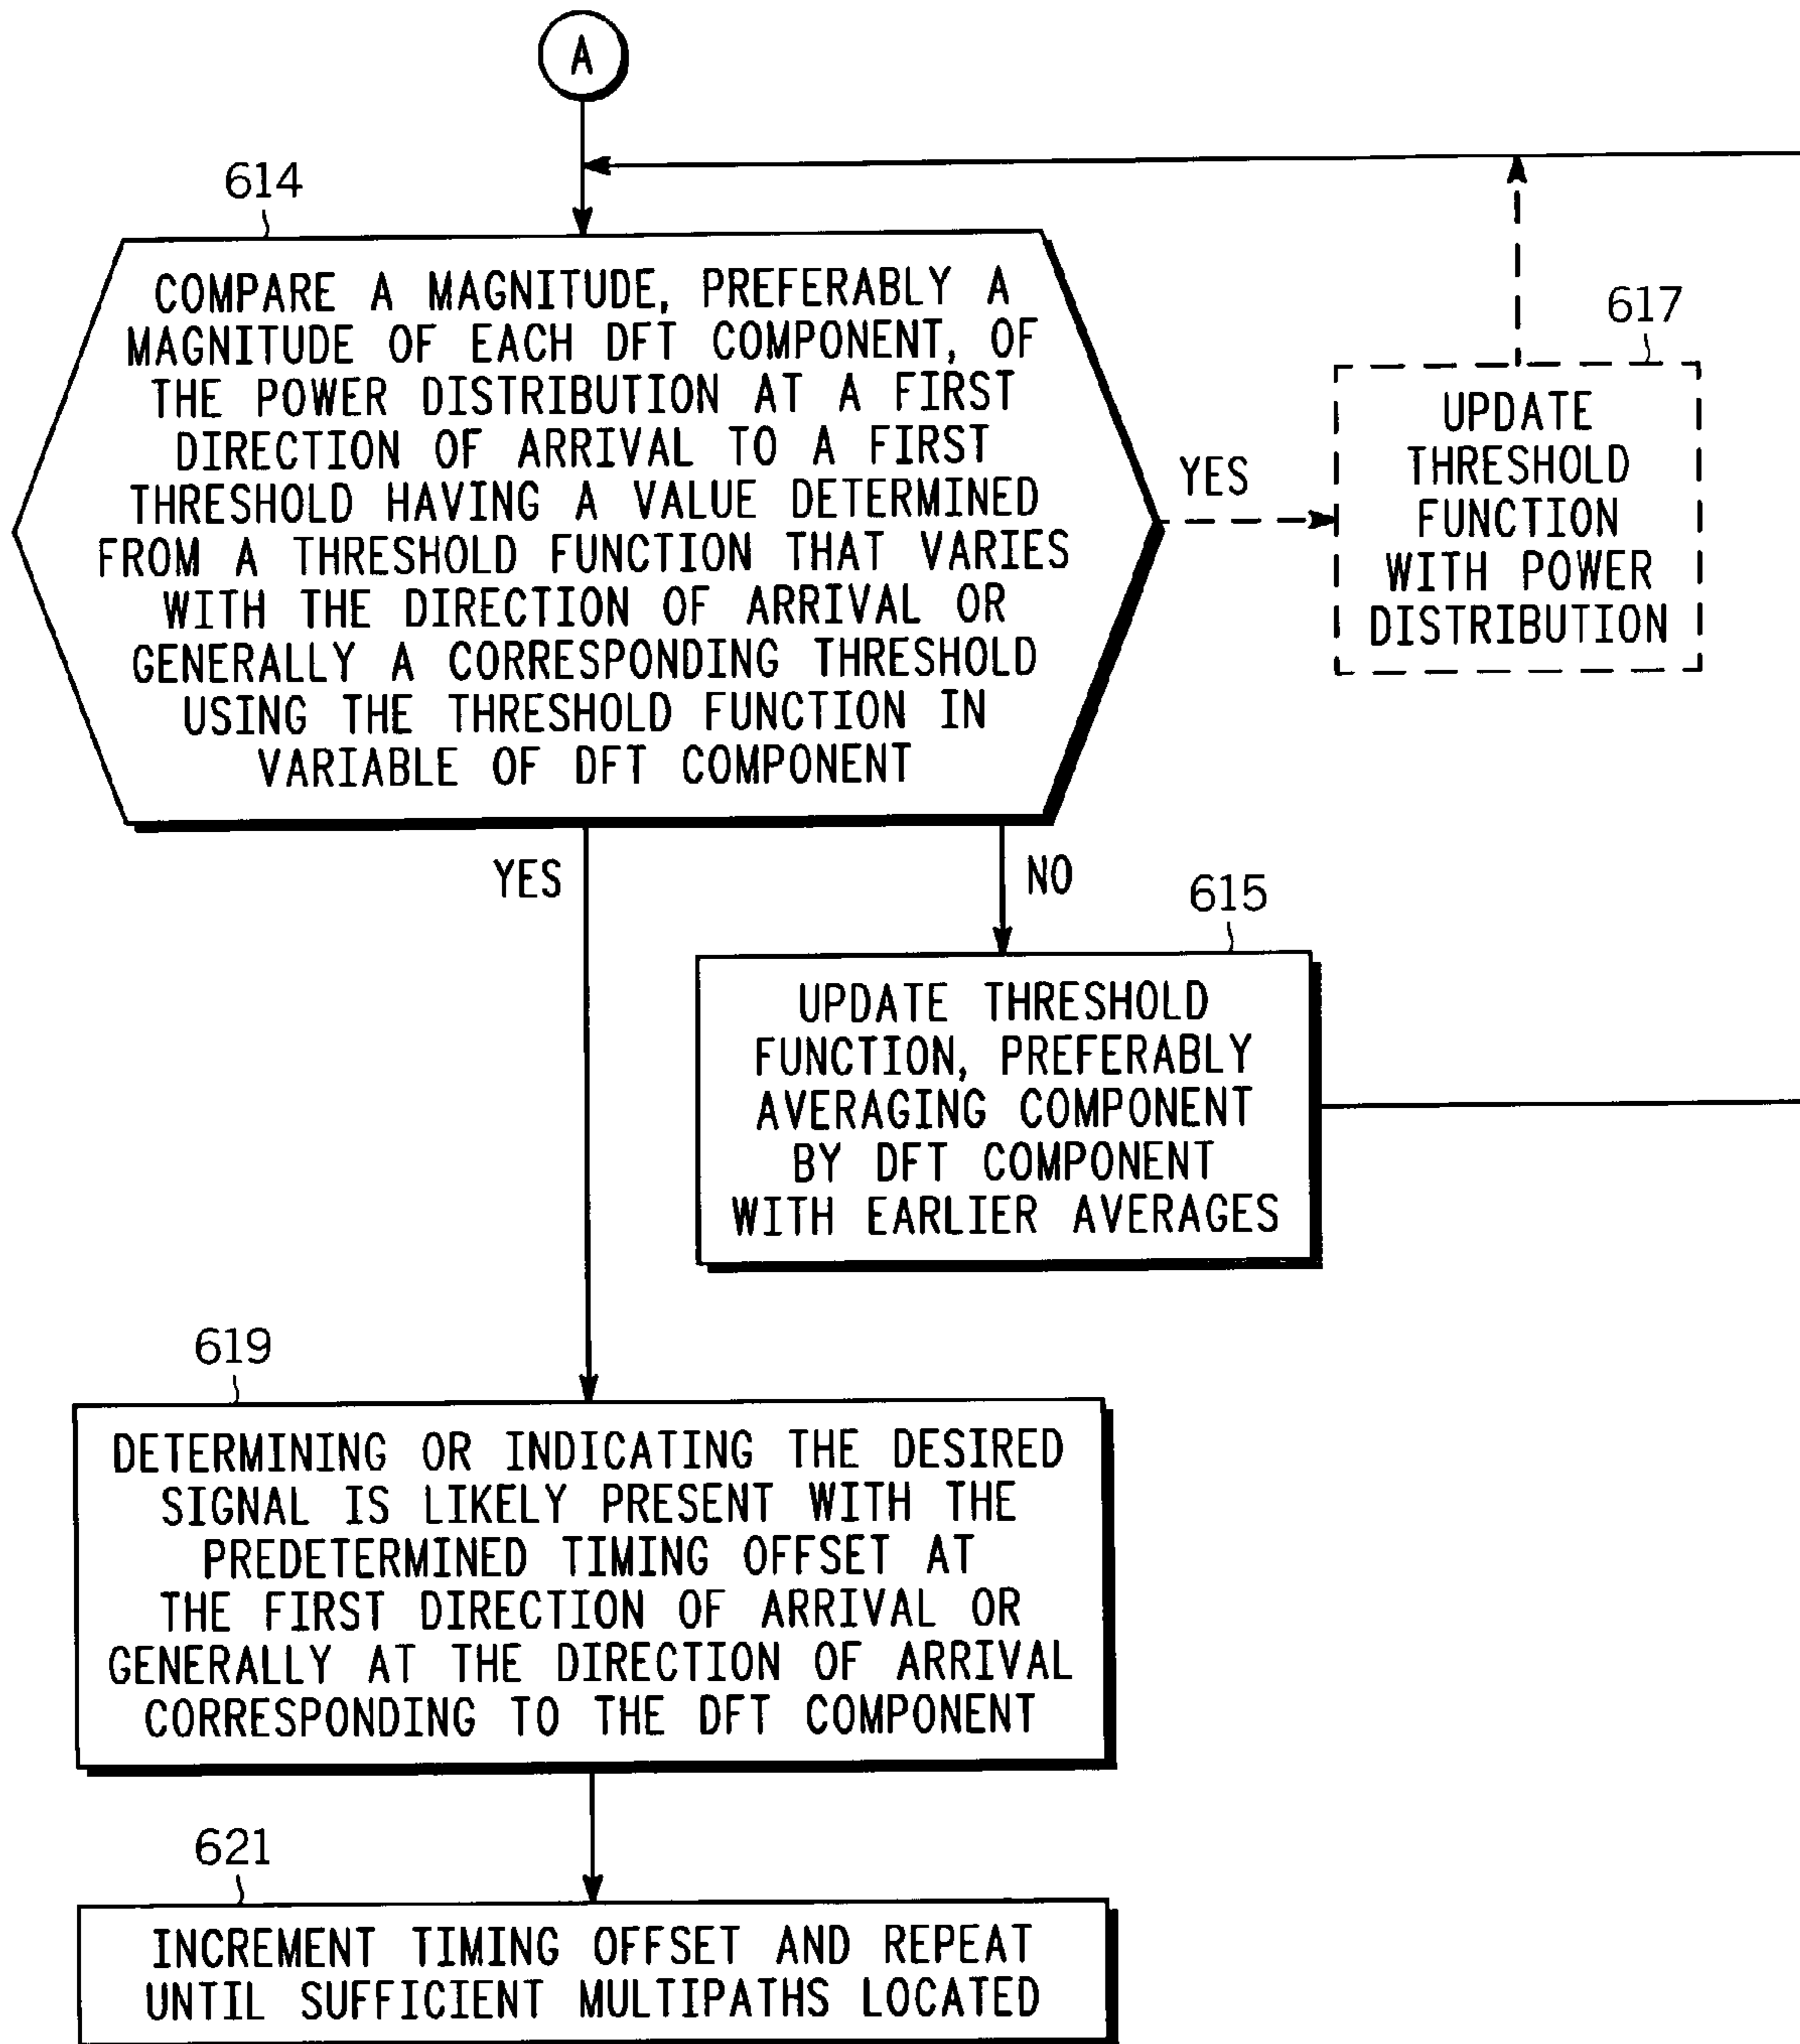 A
614
COMPARE A MAGNITUDE, PREFERABLY A
MAGNITUDE OF EACH DFT COMPONENT, OF
THE POWER DISTRIBUTION AT A FIRST
DIRECTION OF ARRIVAL TO A FIRST
THRESHOLD HAVING A VALUE DETERMINED
FROM A THRESHOLD FUNCTION THAT VARIES
WITH THE DIRECTION OF ARRIVAL OR
GENERALLY A CORRESPONDING THRESHOLD
USING THE THRESHOLD FUNCTION IN
VARIABLE OF DFT COMPONENT
YES
617
UPDATE
THRESHOLD
FUNCTION
WITH POWER
DISTRIBUTION
YES
NO
615
UPDATE THRESHOLD
FUNCTION, PREFERABLY
AVERAGING COMPONENT
BY DFT COMPONENT
WITH EARLIER AVERAGES
619
DETERMINING OR INDICATING THE DESIRED
SIGNAL IS LIKELY PRESENT WITH THE
PREDETERMINED TIMING OFFSET AT
THE FIRST DIRECTION OF ARRIVAL OR
GENERALLY AT THE DIRECTION OF ARRIVAL
CORRESPONDING TO THE DFT COMPONENT
621
INCREMENT TIMING OFFSET AND REPEAT
UNTIL SUFFICIENT MULTIPATHS LOCATED